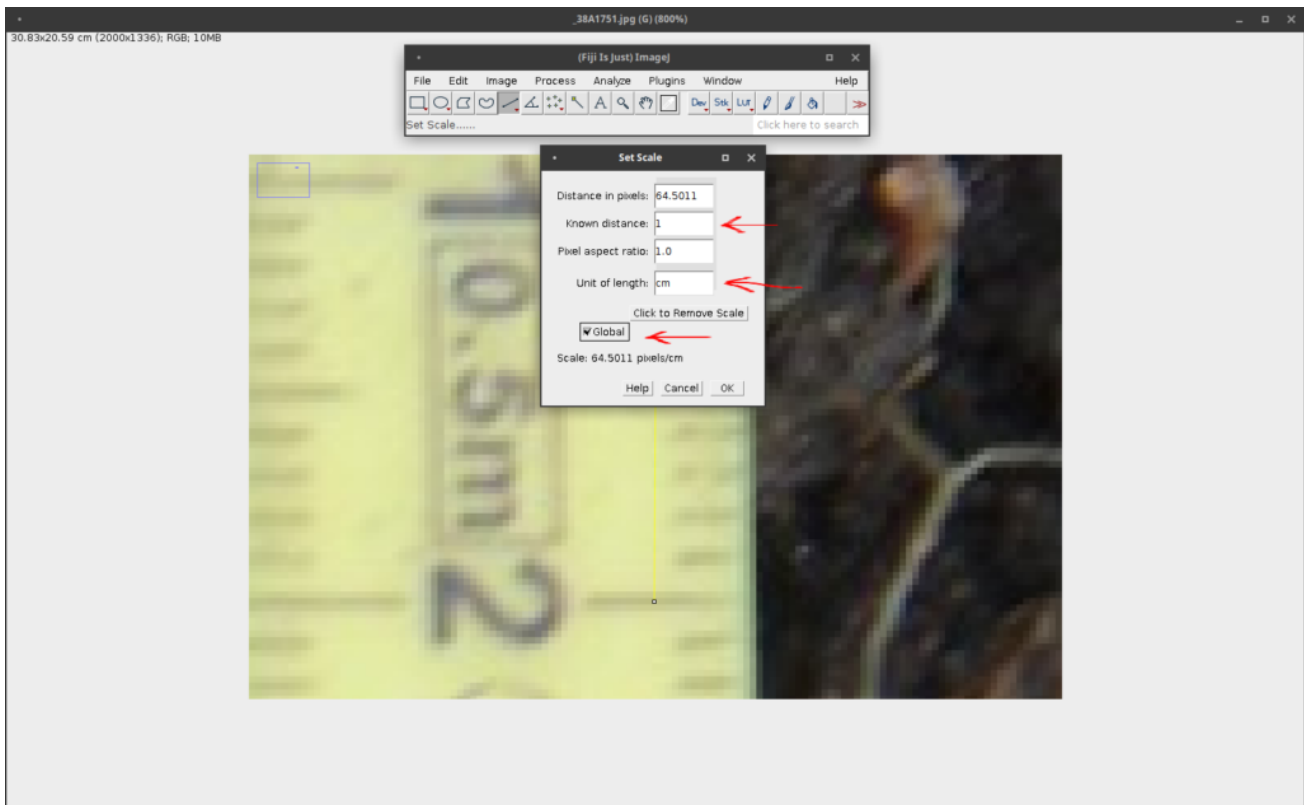 _38A1751.jpg (G) (800%)
30.83x20.59 cm (2000x1336); RGB; 10MB
(Fiji Is Just) ImageJ
File Edit Image Process Analyze Plugins Window Help
Dev Stk LUT
Set Scale...... Click here to search
Set Scale
Distance in pixels: 64.5011
Known distance: 1
Pixel aspect ratio: 1.0
Unit of length: cm
Click to Remove Scale
Global
Scale: 64.5011 pixels/cm
Help Cancel OK
1
0.5m
2